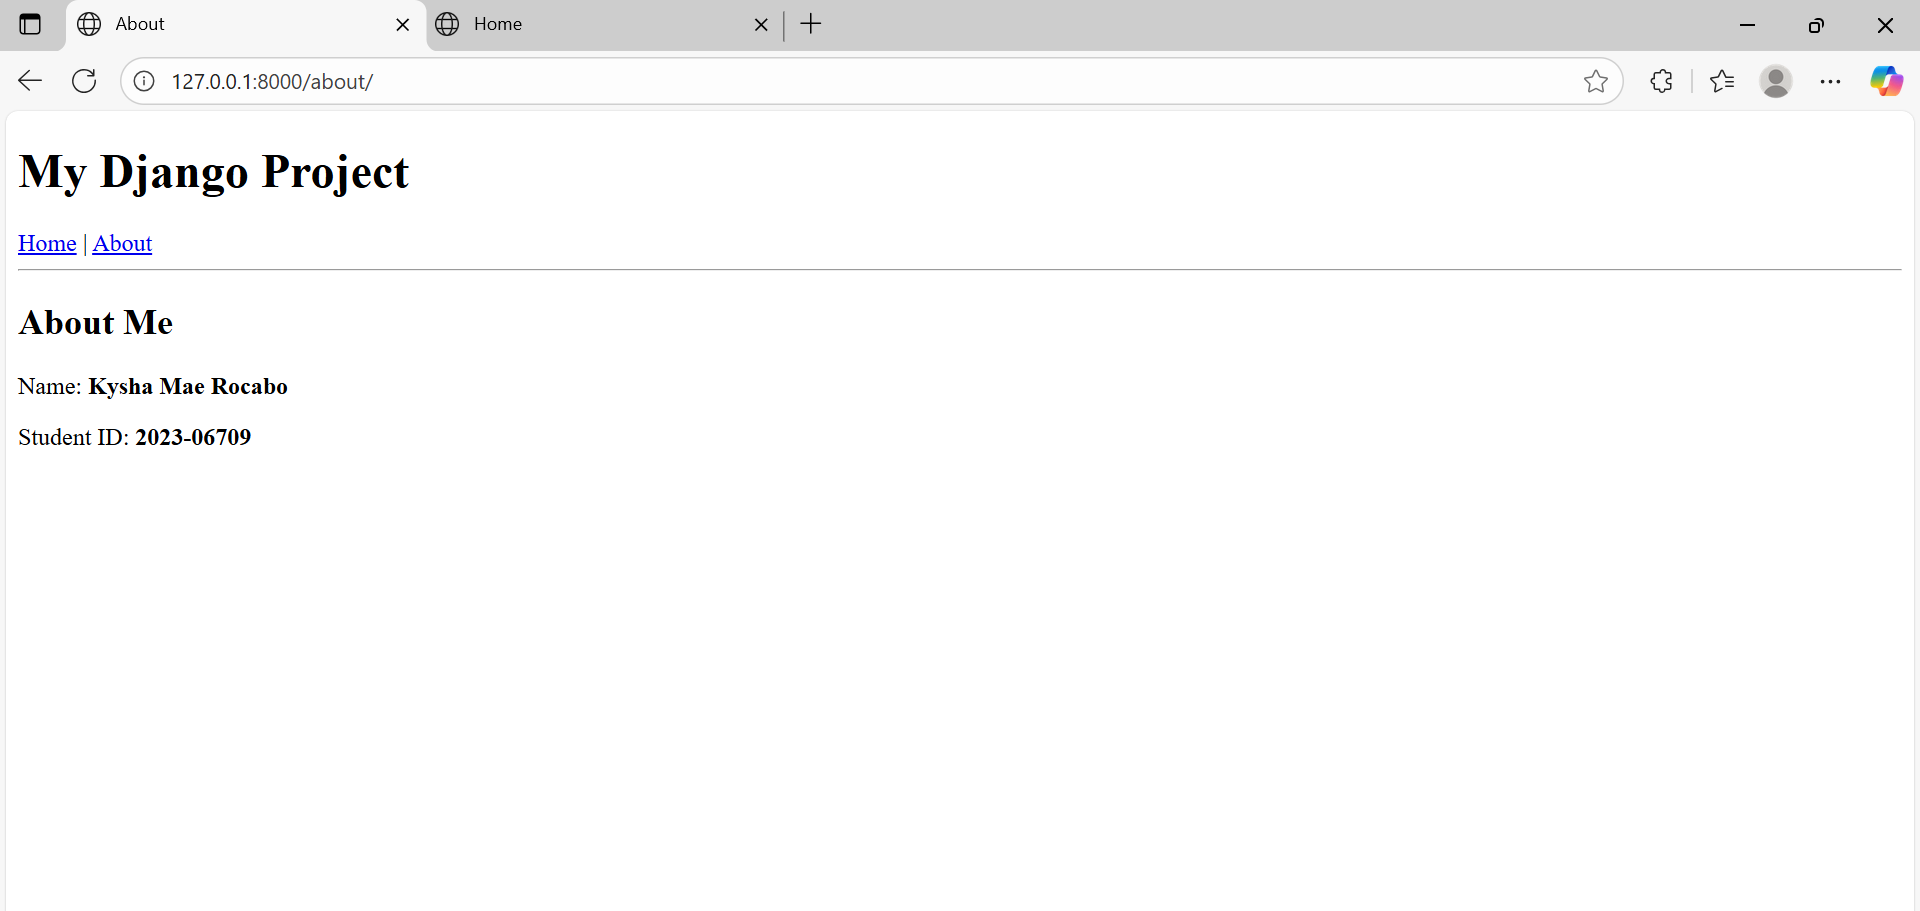 About
Home
127.0.0.1:8000/about/
My Django Project
Home | About
About Me
Name: Kysha Mae Rocabo
Student ID: 2023-06709